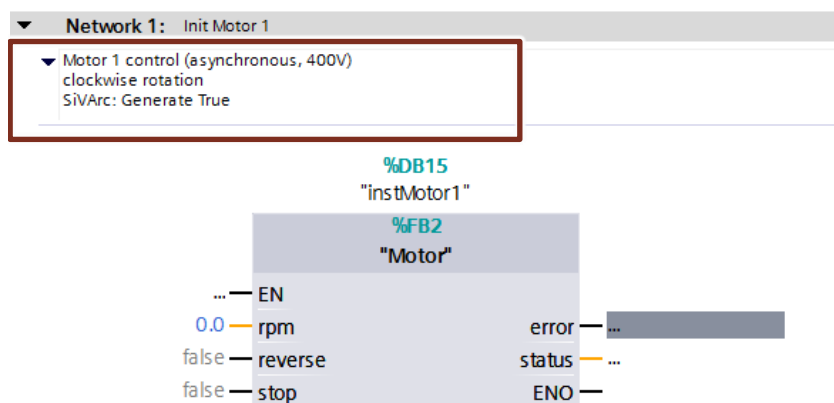 Network 1: Init Motor 1
Motor 1 control (asynchronous, 400V)
clockwise rotation
SiVArc: Generate True
%DB15
"instMotor1"
%FB2
"Motor"
... EN
0.0 rpm error ...
false reverse status ...
false stop ENO